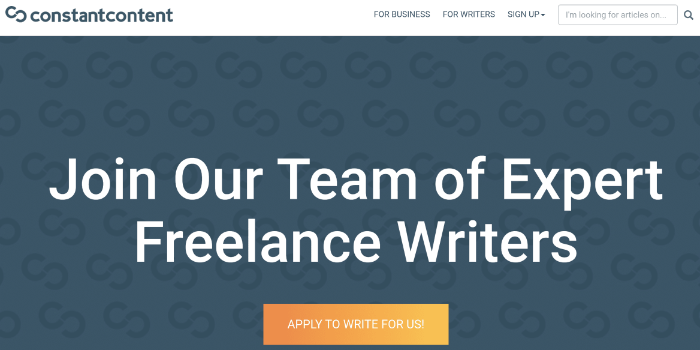 constantcontent
FOR BUSINESS
FOR WRITERS
SIGN UP
I'm looking for articles on...
Join Our Team of Expert
Freelance Writers
APPLY TO WRITE FOR US!